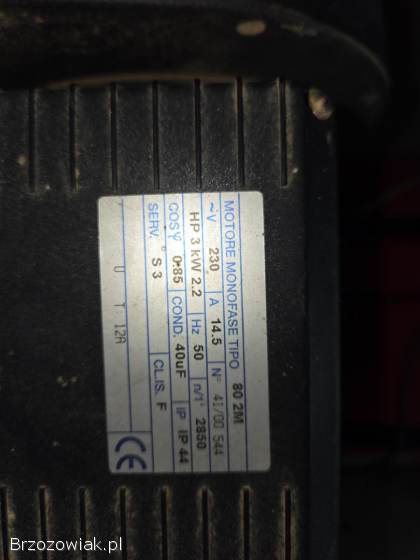 MOTORE MONOFASE TIPO 80 2M
~V 230 A 14.5 N° 41/00 544
HP 3 kW 2.2 Hz 50 n/1' 2850
COSφ 0.85 COND. 40uF IP IP 44
SERV. S 3 CL.IS. F
U T 12A
CE
Brzozowiak.pl